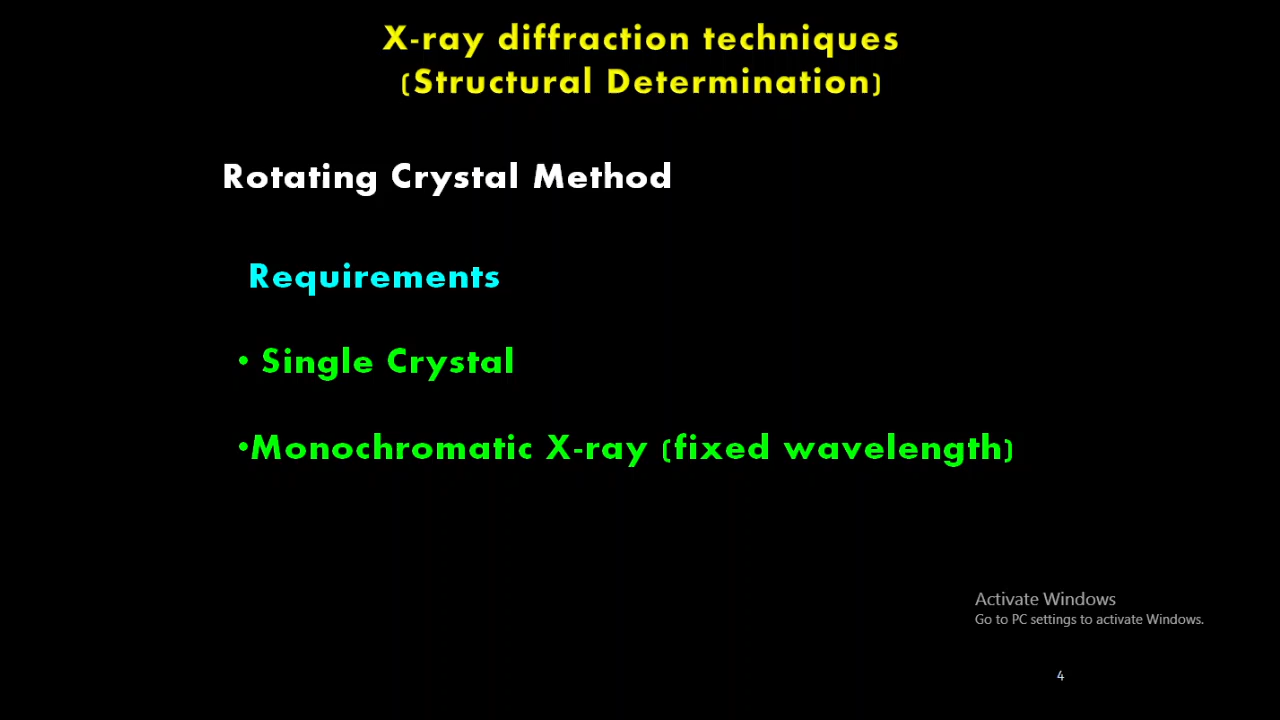 X-ray diffraction techniques
(Structural Determination)
Rotating Crystal Method
Requirements
• Single Crystal
•Monochromatic X-ray (fixed wavelength)
Activate Windows
Go to PC settings to activate Windows.
4